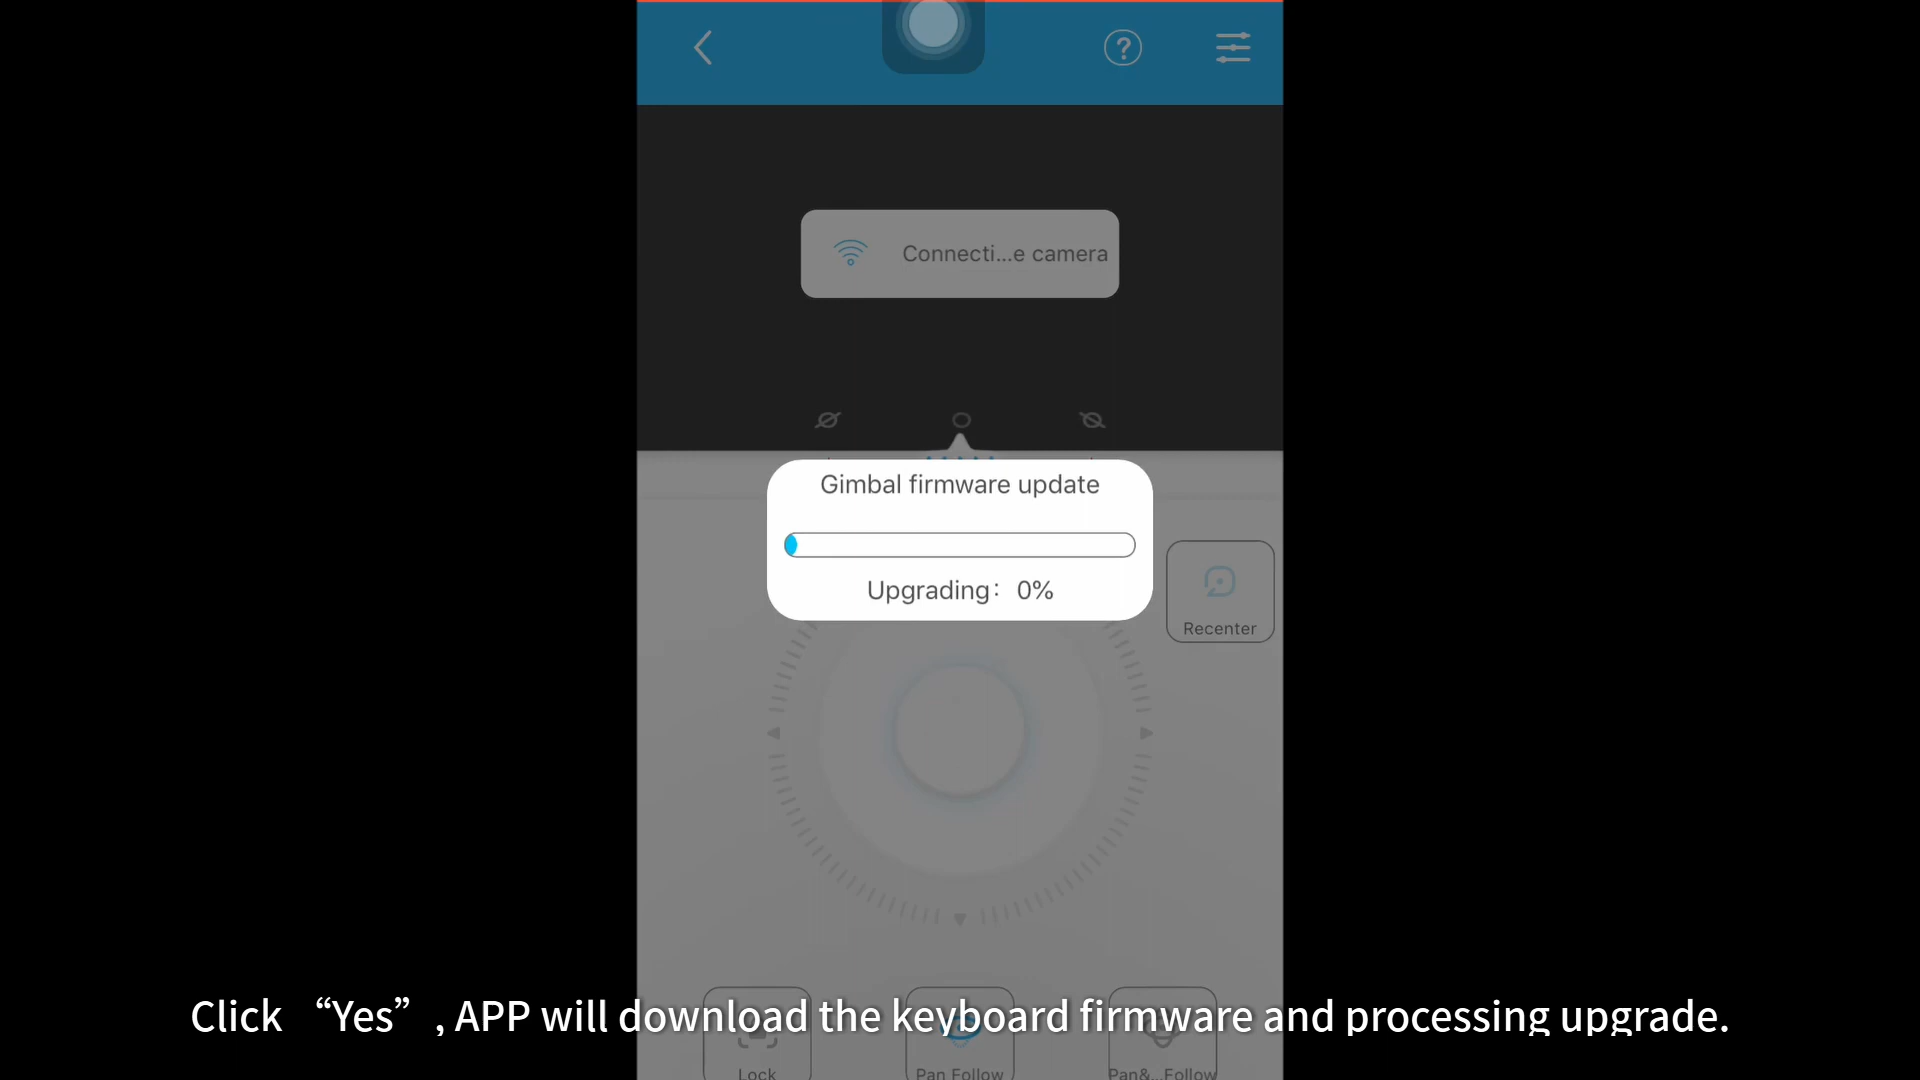 ?
Connecti...e camera
Gimbal firmware update
Upgrading: 0%
Recenter
Lock
Pan Follow
Pan&...Follow
Click “Yes”, APP will download the keyboard firmware and processing upgrade.